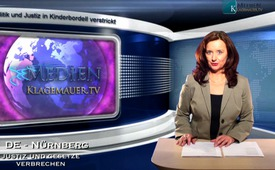 litik und Justiz in Kinderbordell verstrickt
MEDIEN
KLAGEMAUER.TV
DE - NÜRNBERG
JUSTIZ UND GESETZE
VERBRECHEN